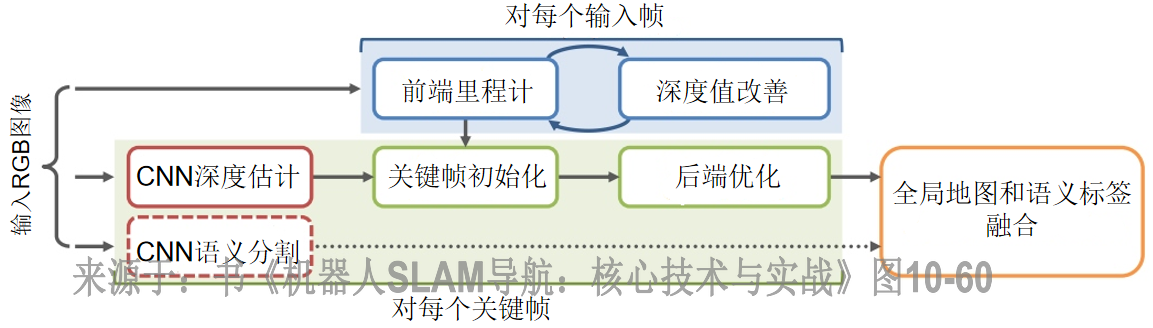 对每个输入帧
前端里程计
深度值改善
输入RGB图像
CNN深度估计
关键帧初始化
后端优化
全局地图和语义标签
融合
CNN语义分割
来源于：书《机器人SLAM导航：核心技术与实战》图10-60
对每个关键帧